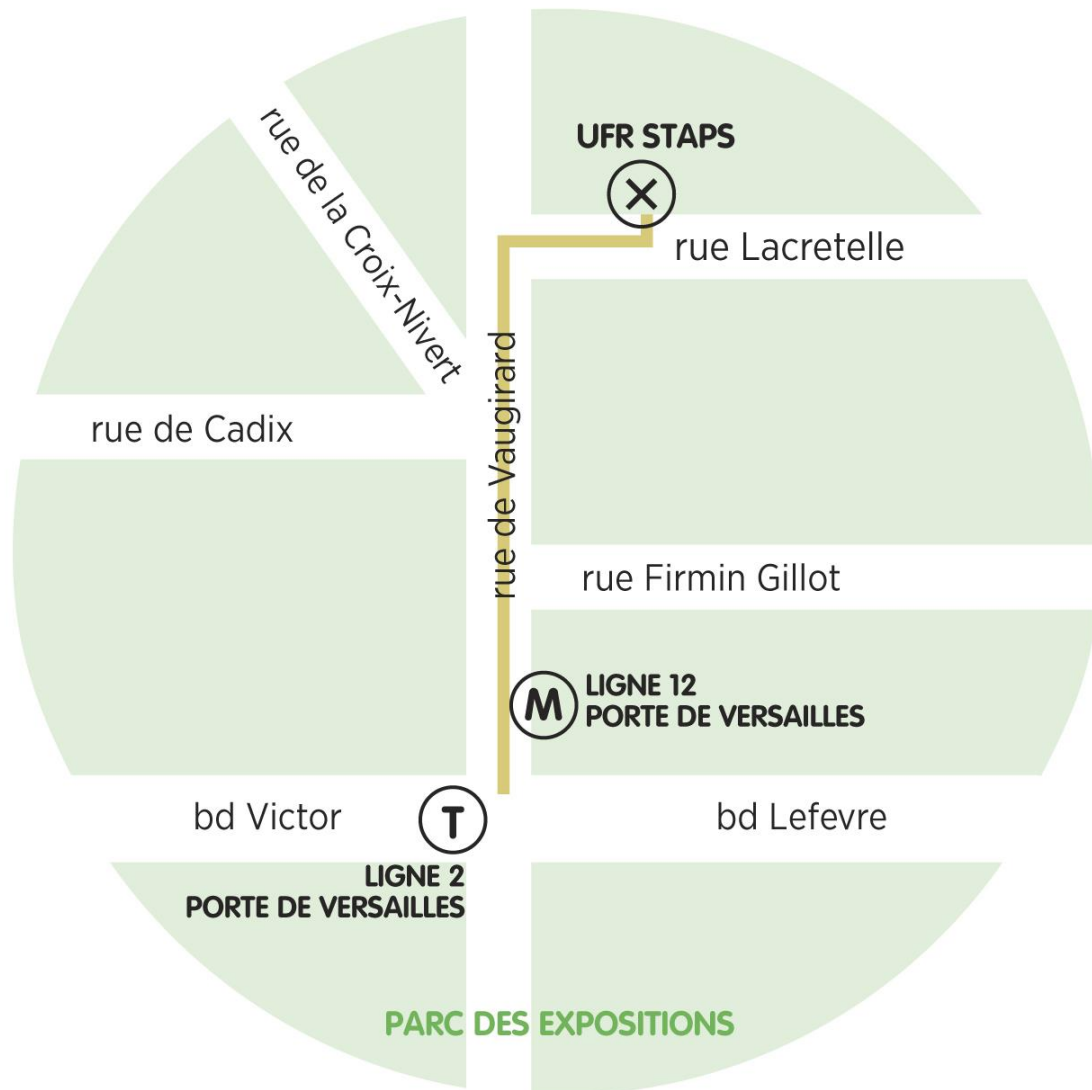 rue de la Croix-Nivert
UFR STAPS
rue Lacretelle
rue de Vaugirard
rue de Cadix
rue Firmin Gillot
M
LIGNE 12
PORTE DE VERSAILLES
bd Victor
T
bd Lefevre
LIGNE 2
PORTE DE VERSAILLES
PARC DES EXPOSITIONS